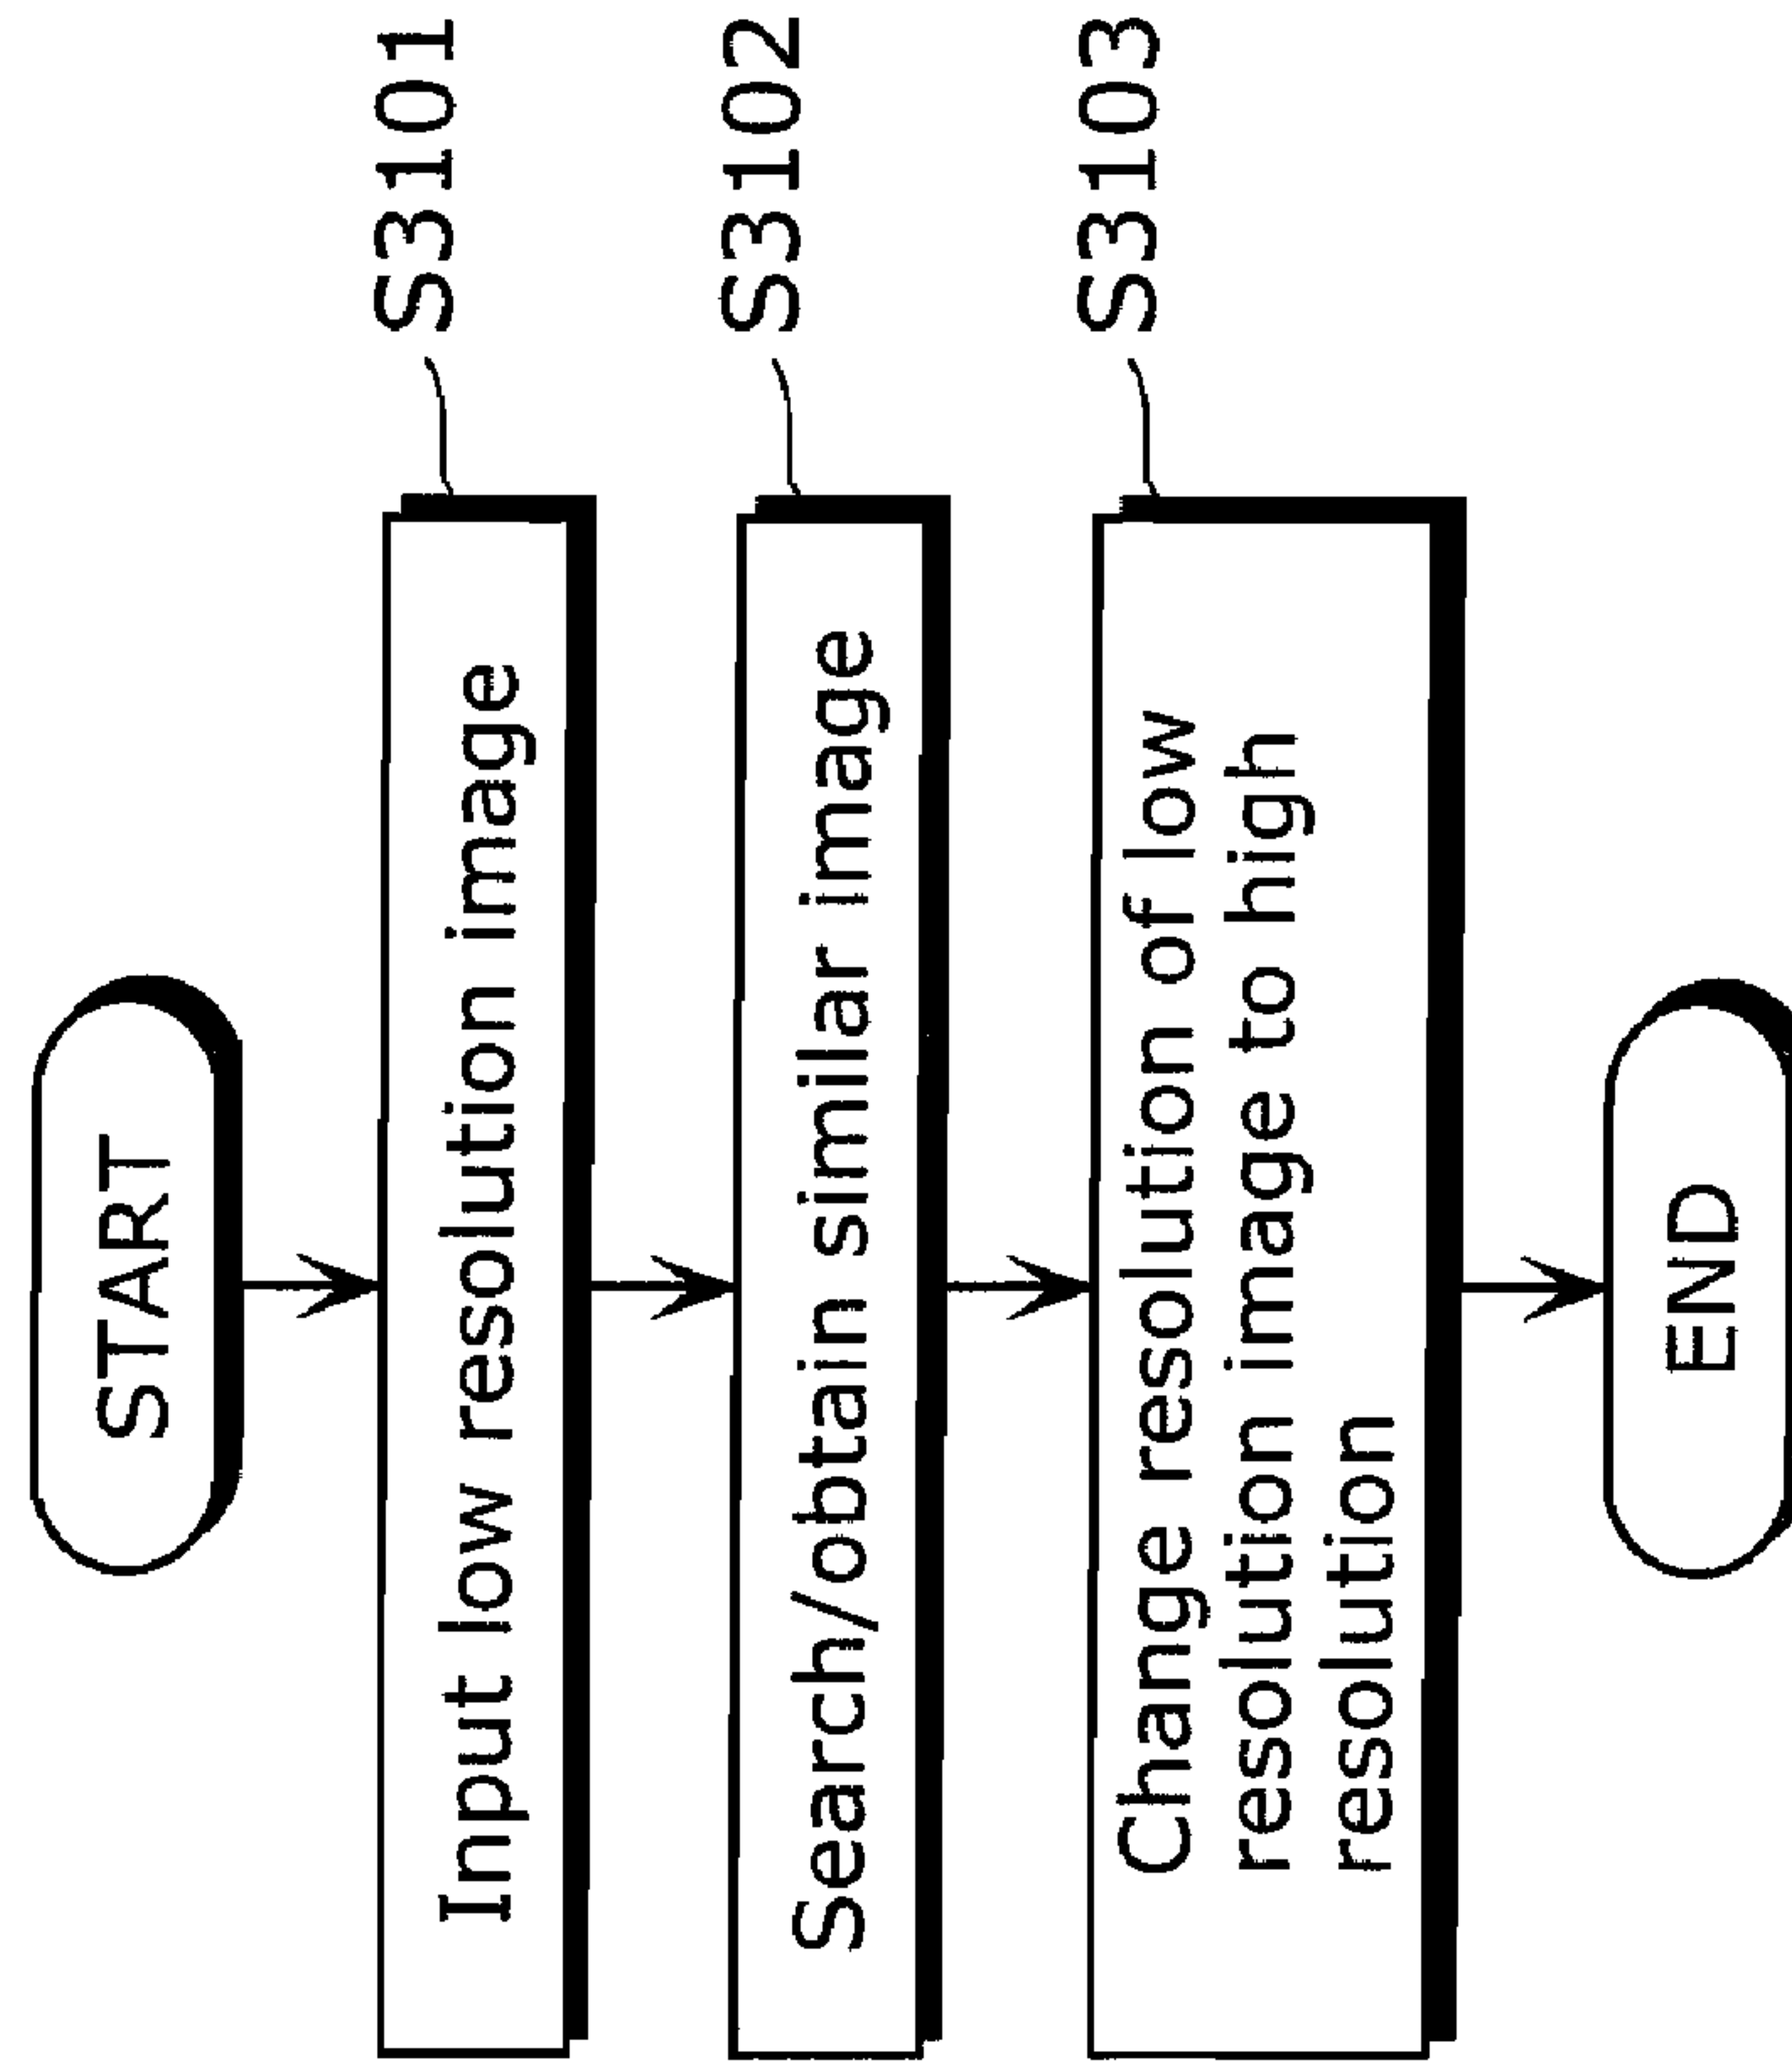 START
Input low resolution image
S3101
Search/obtain similar image
S3102
Change resolution of low
resolution image to high
resolution
S3103
END